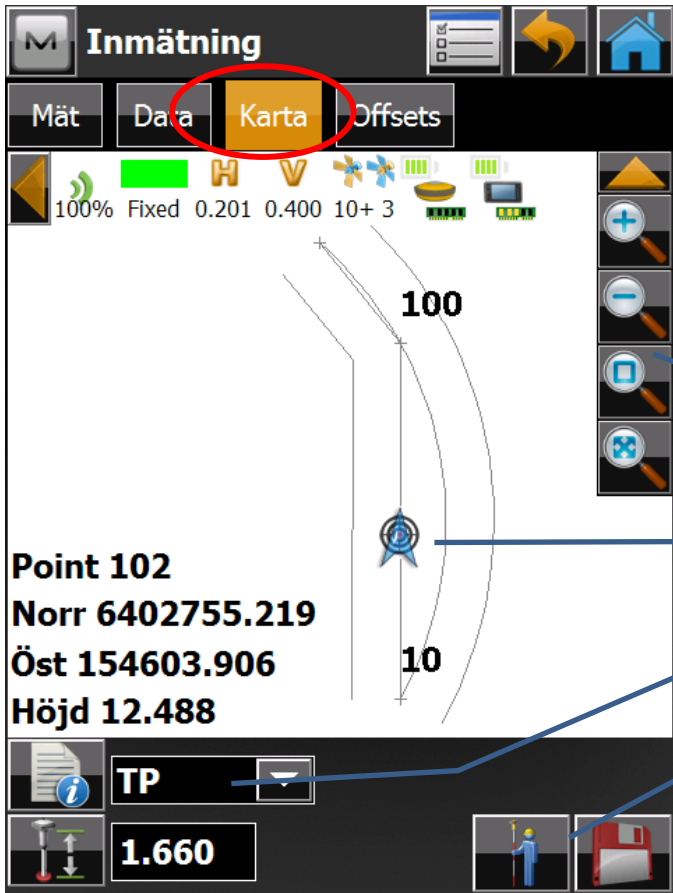 Inmätning
Mät Data Karta Offsets
100% Fixed 0.201 0.400 10+ 3
100
Point 102
Norr 6402755.219
Öst 154603.906
10
Höjd 12.488
TP
1.660